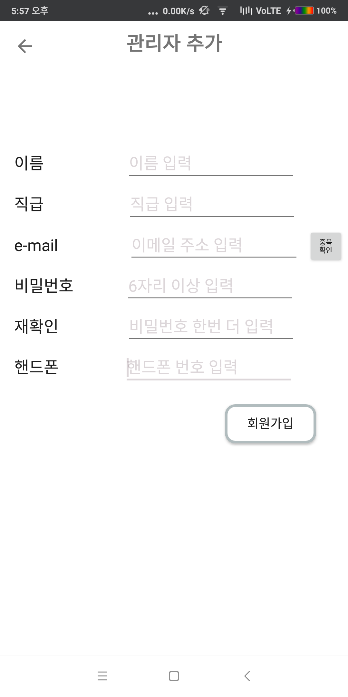 5:57 오후 ... 0.00K/s VoLTE 100%
관리자 추가
이름 이름 입력
직급 직급 입력
e-mail 이메일 주소 입력 중복
확인
비밀번호 6자리 이상 입력
재확인 비밀번호 한번 더 입력
핸드폰 핸드폰 번호 입력
회원가입